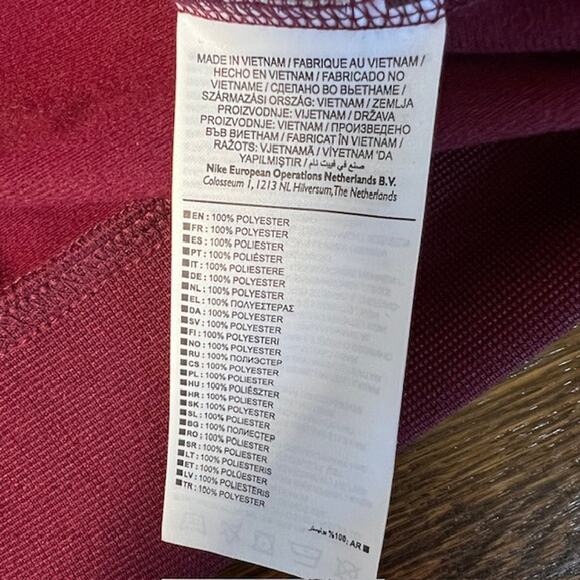 MADE IN VIETNAM / FABRIQUE AU VIETNAM /
HECHO EN VIETNAM / FABRICADO NO
VIETNAME / СДЕЛАНО ВО ВЬЕТНАМЕ /
SZÁRMAZÁSI ORSZÁG: VIETNAM / ZEMLJA
PROIZVODNJE: VIJETNAM / DRŽAVA
PROIZVODNJE: VIETNAM / ПРОИЗВЕДЕНО
ВЪВ ВИЕТНАМ / FABRICAT ÎN VIETNAM /
RAŽOTS: VJETNAMĀ / VİYETNAM 'DA
YAPILMIŞTIR / صنع في فييت نام
Nike European Operations Netherlands B.V.
Colosseum 1, 1213 NL Hilversum, The Netherlands
EN: 100% POLYESTER
FR: 100% POLYESTER
ES: 100% POLIESTER
PT: 100% POLIÉSTER
IT: 100% POLIESTERE
DE: 100% POLYESTER
NL: 100% POLYESTER
EL: 100% ΠΟΛΥΕΣΤΕΡΑΣ
DA: 100% POLYESTER
SV: 100% POLYESTER
FI: 100% POLYESTERI
NO: 100% POLYESTER
RU: 100% ПОЛИЭСТЕР
CS: 100% POLYESTER
PL: 100% POLIESTER
HU: 100% POLIÉSZTER
HR: 100% POLIESTER
SK: 100% POLYESTER
SL: 100% POLIESTER
BG: 100% ПОЛИЕСТЕР
RO: 100% POLIESTER
SR: 100% POLIESTER
LT: 100% POLIESTERIS
ET: 100% POLÜESTER
LV: 100% POLIESTERIS
TR: 100% POLYESTER
AR: %100 بوليستر